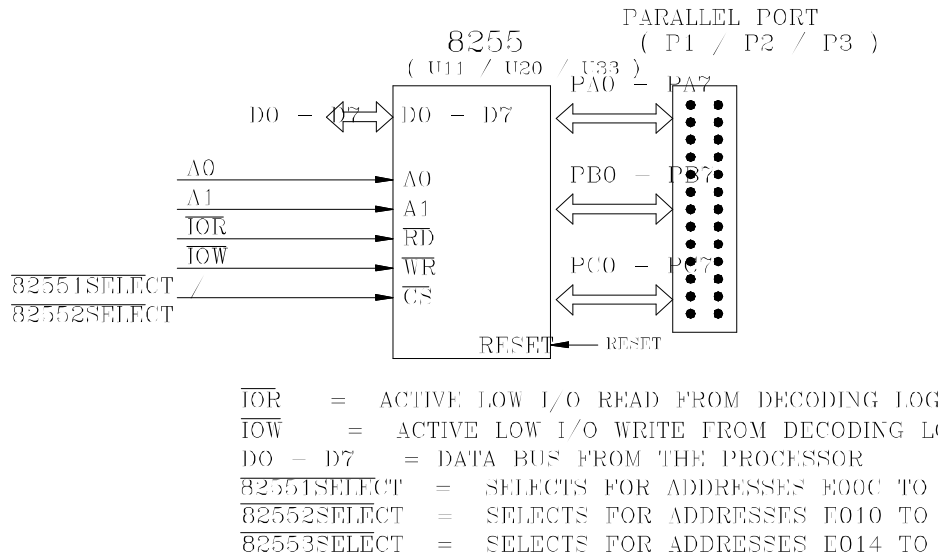 PARALLEL PORT
8255 ( P1 / P2 / P3 )
( U11 / U20 / U33 )
PA0 - PA7
D0 - D7 D0 - D7
A0 A0
PB0 - PB7
A1 A1
IOR RD
IOW WR
PC0 - PC7
82551SELECT / CS
82552SELECT
RESET RESET
IOR = ACTIVE LOW I/O READ FROM DECODING LOG
IOW = ACTIVE LOW I/O WRITE FROM DECODING LO
D0 - D7 = DATA BUS FROM THE PROCESSOR
82551SELECT = SELECTS FOR ADDRESSES E00C TO
82552SELECT = SELECTS FOR ADDRESSES E010 TO
82553SELECT = SELECTS FOR ADDRESSES E014 TO